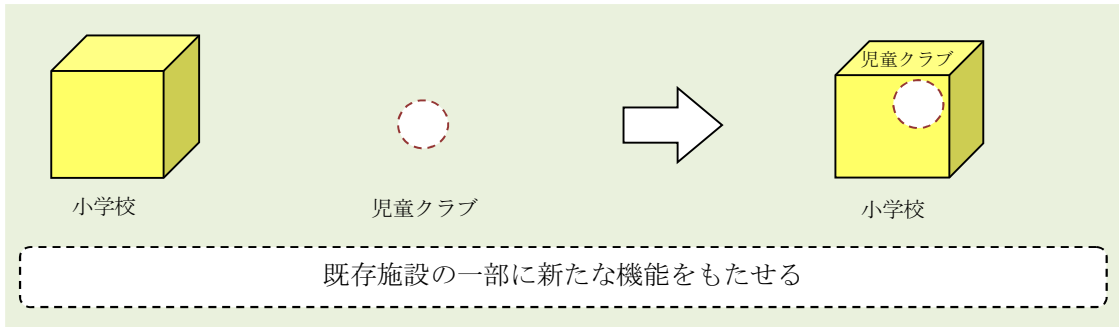 児童クラブ
小学校
児童クラブ
小学校
既存施設の一部に新たな機能をもたせる